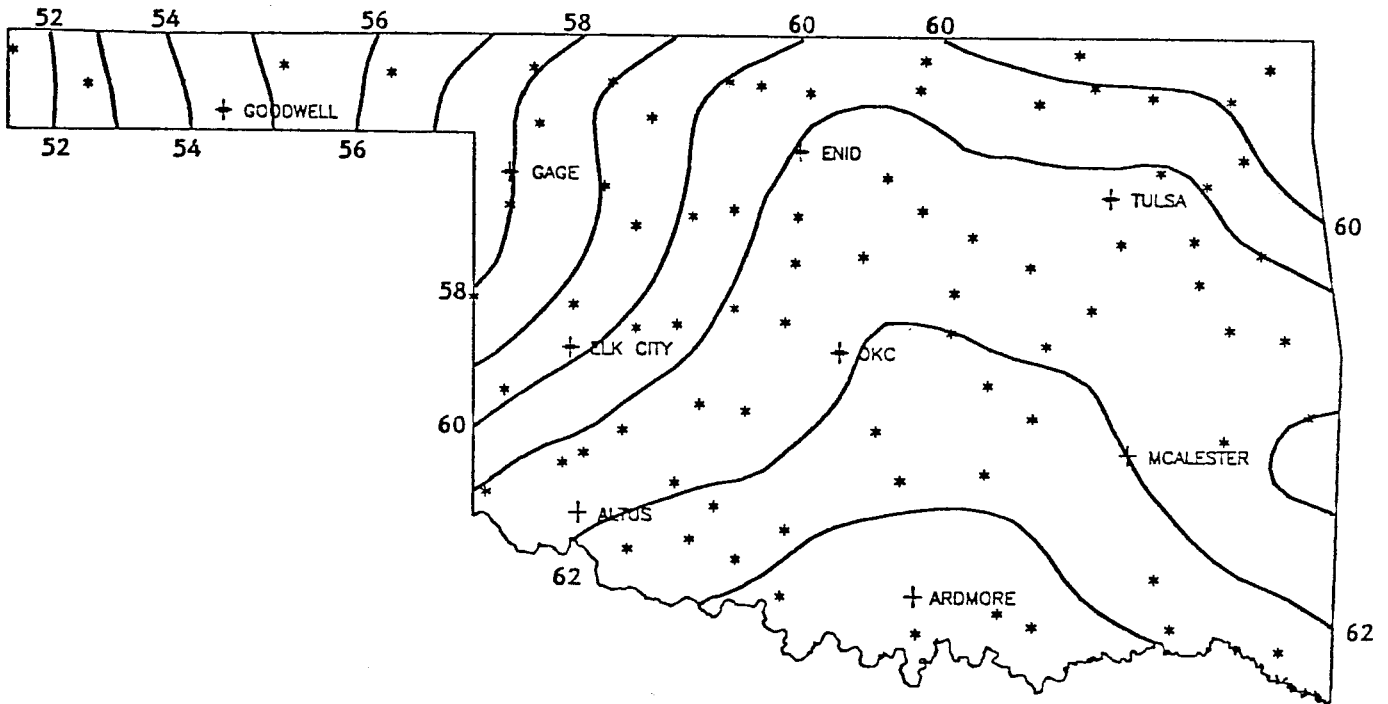 52 54 56 58 60 60
GOODWELL
52 54 56
ENID
GAGE
TULSA
60
58
ELK CITY
OKC
60
MCALESTER
ALTUS
62
ARDMORE
62